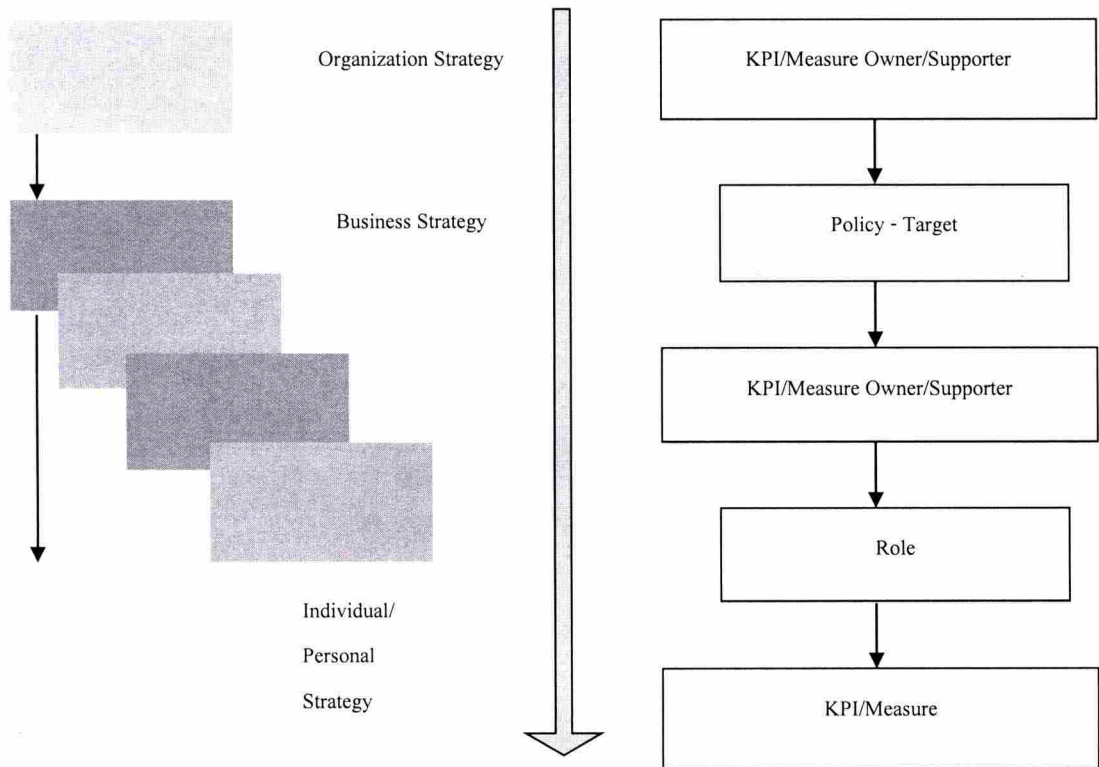 Organization Strategy
KPI/Measure Owner/Supporter
Business Strategy
Policy - Target
KPI/Measure Owner/Supporter
Role
Individual/
Personal
Strategy
KPI/Measure